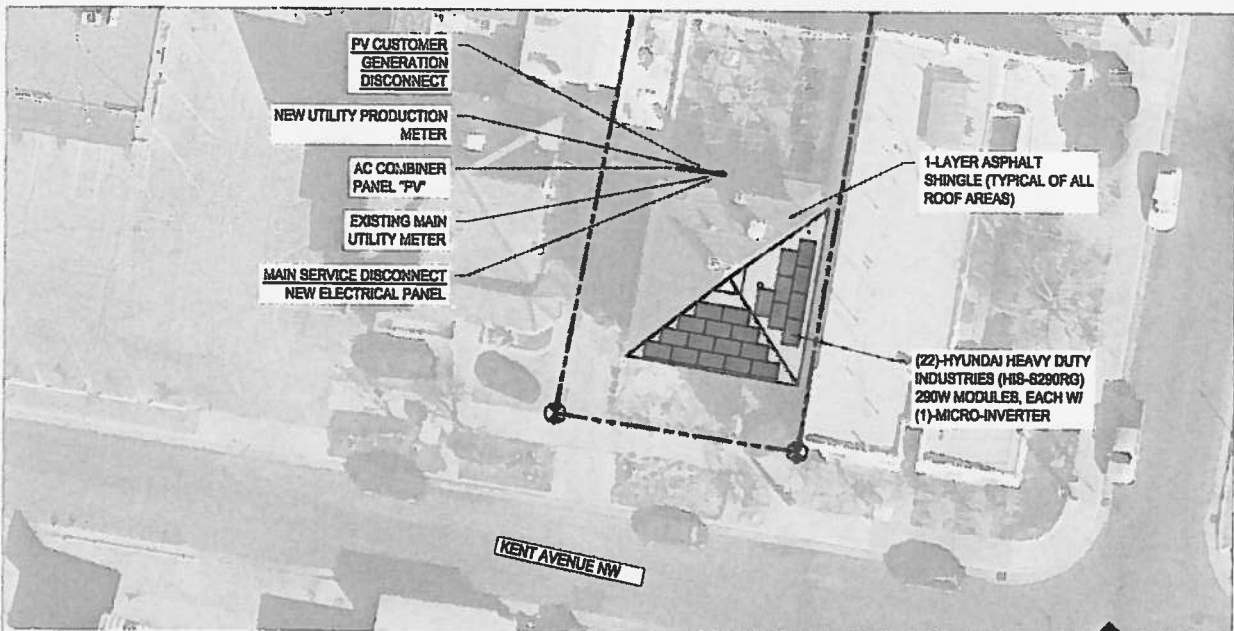 PV CUSTOMER
GENERATION
DISCONNECT
NEW UTILITY PRODUCTION
METER
AC COMBINER
PANEL "PV"
EXISTING MAIN
UTILITY METER
MAIN SERVICE DISCONNECT
NEW ELECTRICAL PANEL
1-LAYER ASPHALT
SHINGLE (TYPICAL OF ALL
ROOF AREAS)
(22)-HYUNDAI HEAVY DUTY
INDUSTRIES (HIS-S290RG)
290W MODULES, EACH W/
(1)-MICRO-INVERTER
KENT AVENUE NW